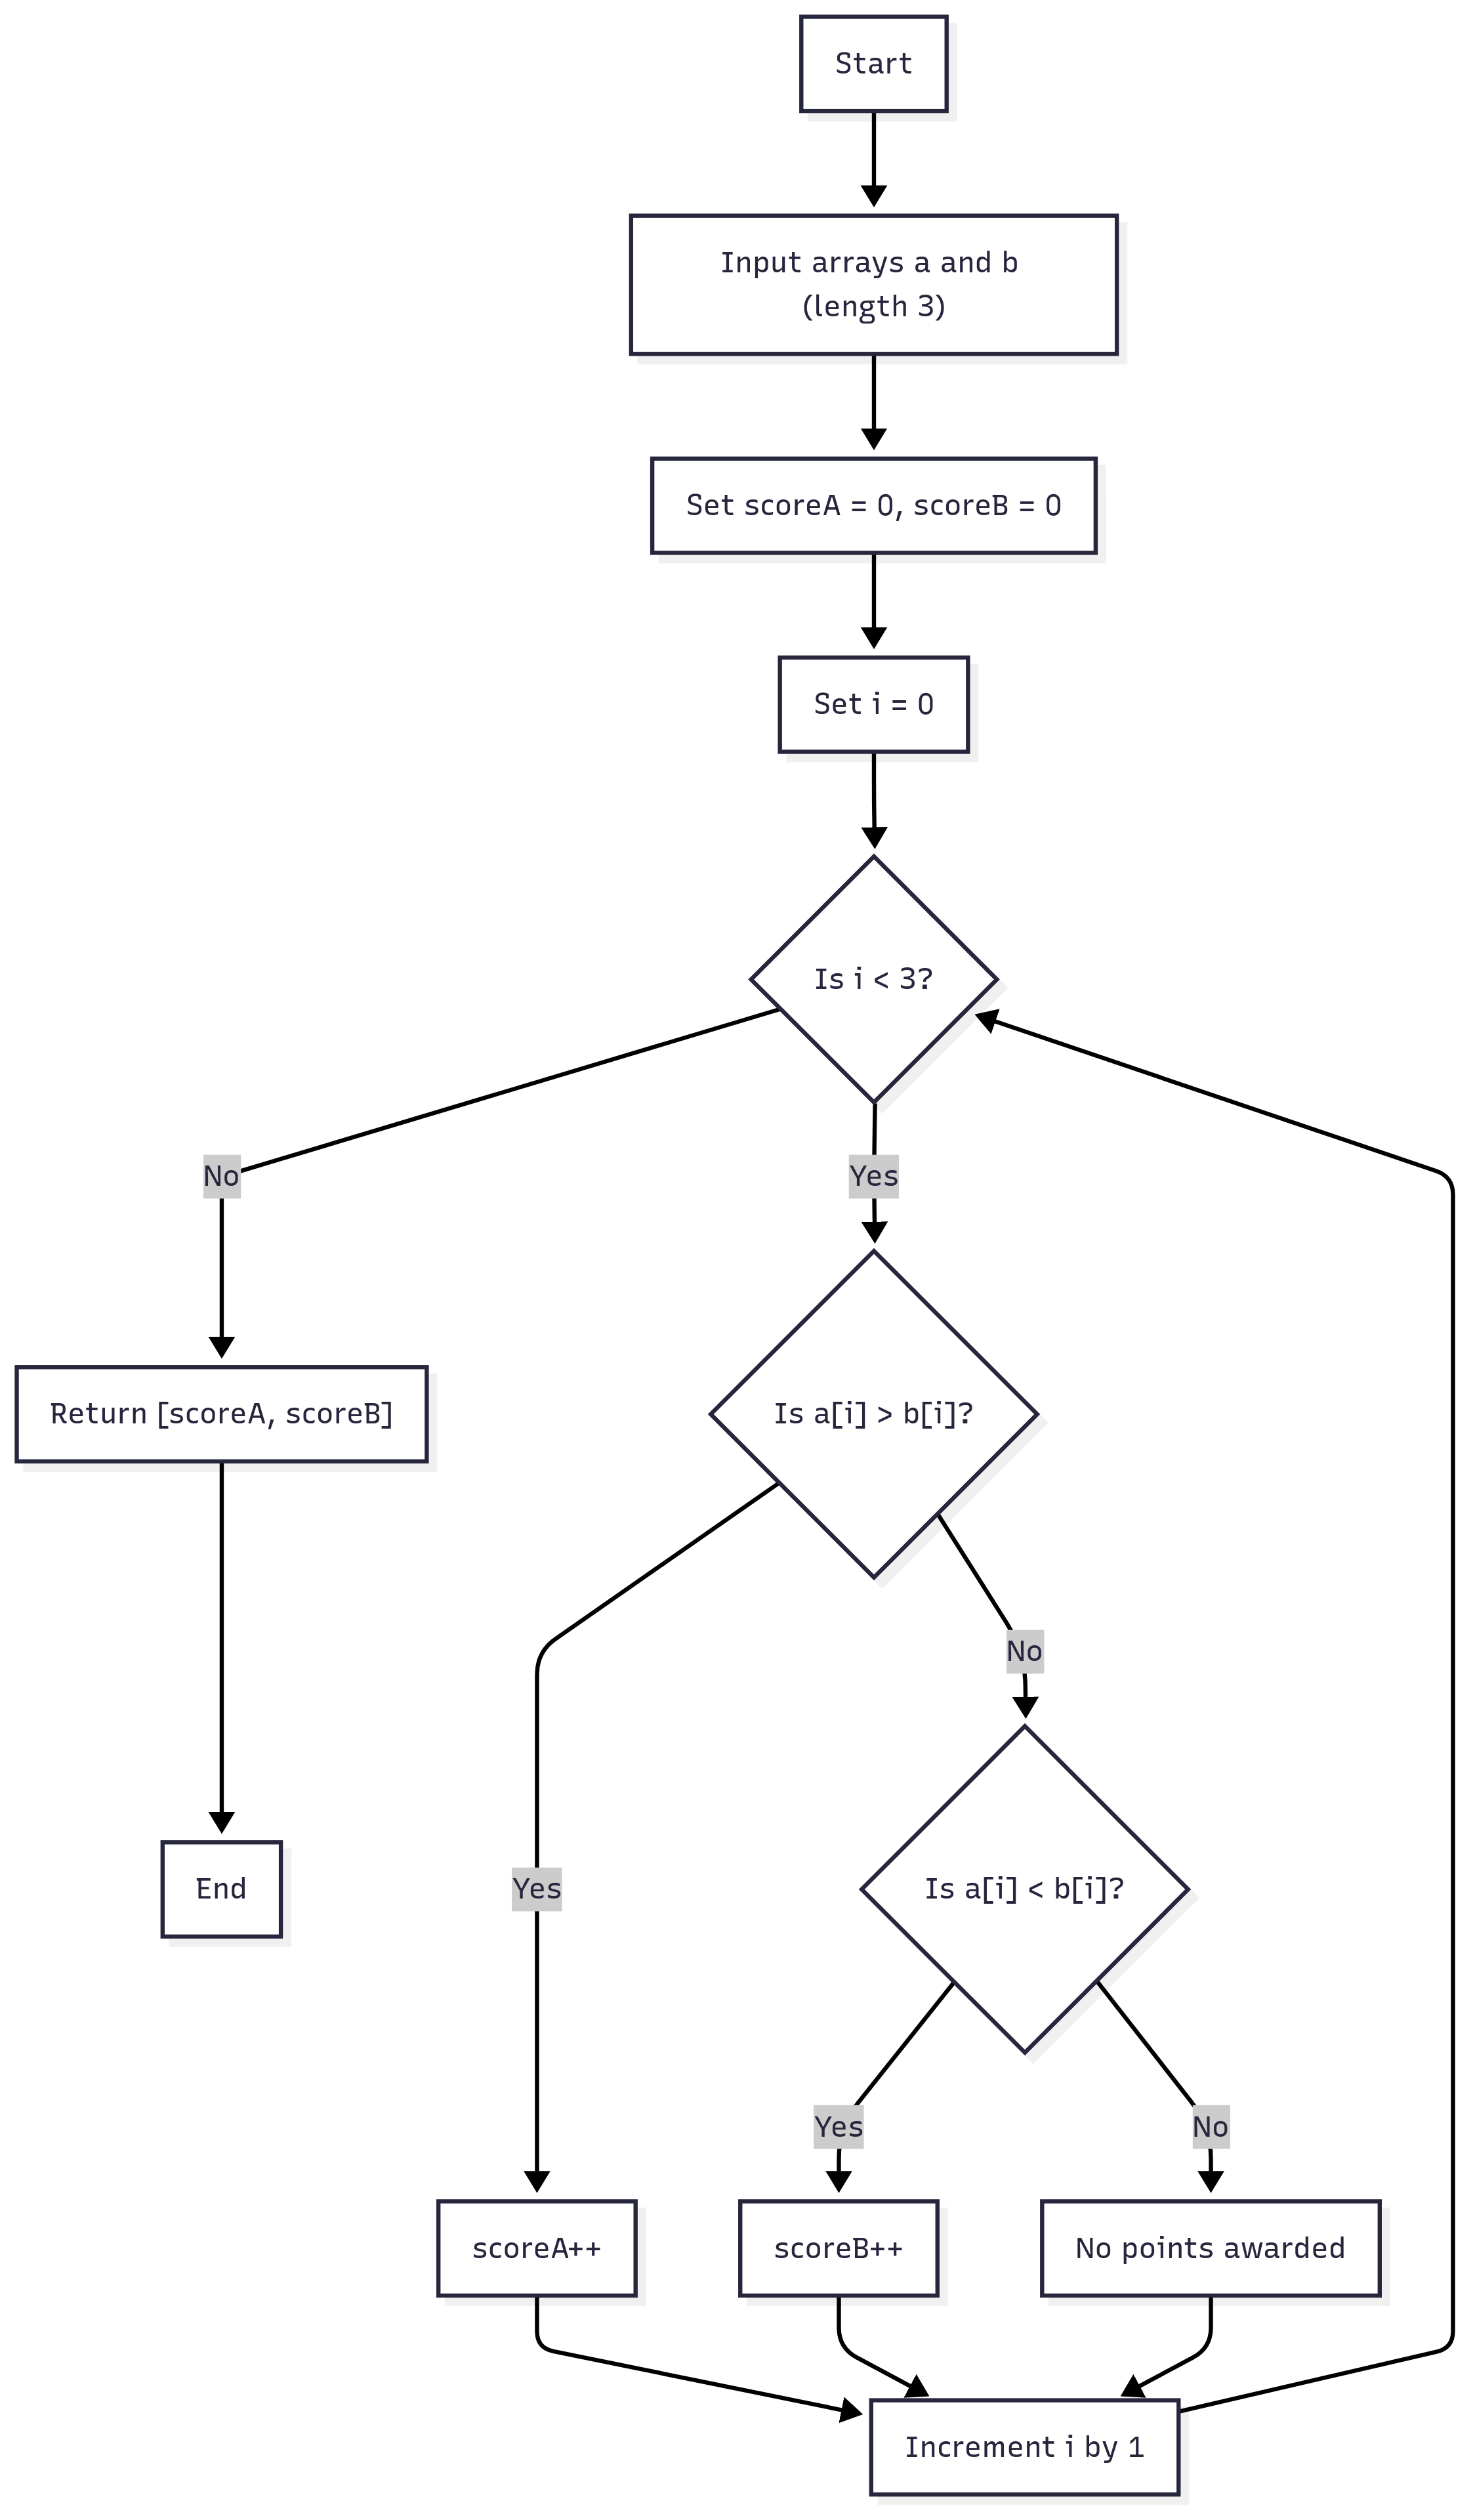 Start
Input arrays a and b
(length 3)
Set scoreA = 0, scoreB = 0
Set i = 0
Is i < 3?
No
Yes
Return [scoreA, scoreB]
Is a[i] > b[i]?
No
End
Yes
Is a[i] < b[i]?
Yes
No
scoreA++
scoreB++
No points awarded
Increment i by 1